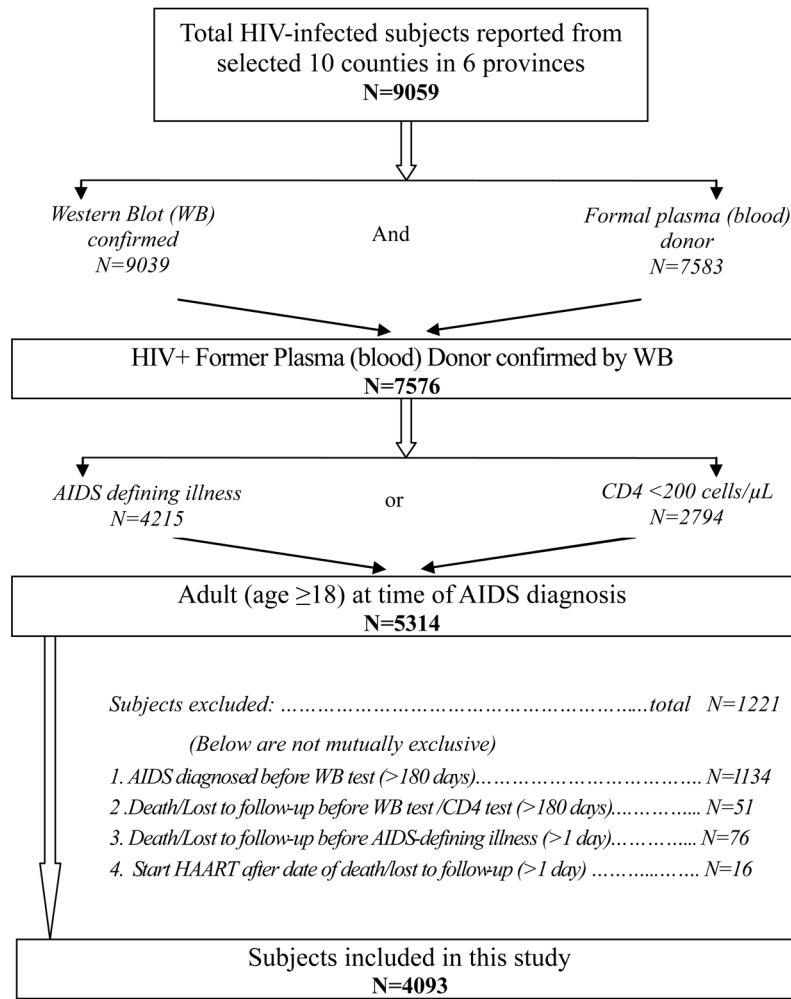 Total HIV-infected subjects reported from
selected 10 counties in 6 provinces
N=9059
Western Blot (WB)
confirmed
N=9039
And
Formal plasma (blood)
donor
N=7583
HIV+ Former Plasma (blood) Donor confirmed by WB
N=7576
AIDS defining illness
N=4215
or
CD4 <200 cells/µL
N=2794
Adult (age ≥18) at time of AIDS diagnosis
N=5314
Subjects excluded: ……………………………………………………...total N=1221
(Below are not mutually exclusive)
1. AIDS diagnosed before WB test (>180 days)…………………………….. N=1134
2 .Death/Lost to follow-up before WB test /CD4 test (>180 days)…………... N=51
3. Death/Lost to follow-up before AIDS-defining illness (>1 day)…………... N=76
4. Start HAART after date of death/lost to follow-up (>1 day) ………...……. N=16
Subjects included in this study
N=4093